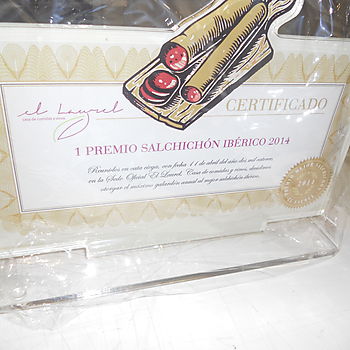 el Laurel
casa de comidas y vinos
CERTIFICADO
1 PREMIO SALCHICHÓN IBÉRICO 2014
Reunidos en cata ciega, con fecha 11 de abril del año dos mil catorce,
en la Sala Oficial "El Laurel, Casa de comidas y vinos, decidimos
otorgar el máximo galardón anual al mejor salchichón ibérico.